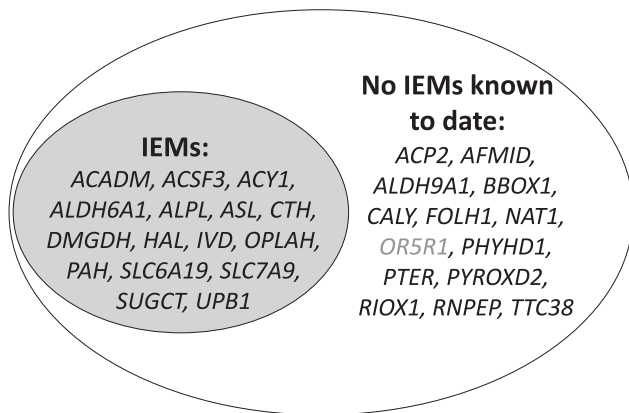 IEMs:
ACADM, ACSF3, ACY1,
ALDH6A1, ALPL, ASL, CTH,
DMGDH, HAL, IVD, OPLAH,
PAH, SLC6A19, SLC7A9,
SUGCT, UPB1
No IEMs known
to date:
ACP2, AFMID,
ALDH9A1, BBOX1,
CALY, FOLH1, NAT1,
OR5R1, PHYHD1,
PTER, PYROXD2,
RIOX1, RNPEP, TTC38